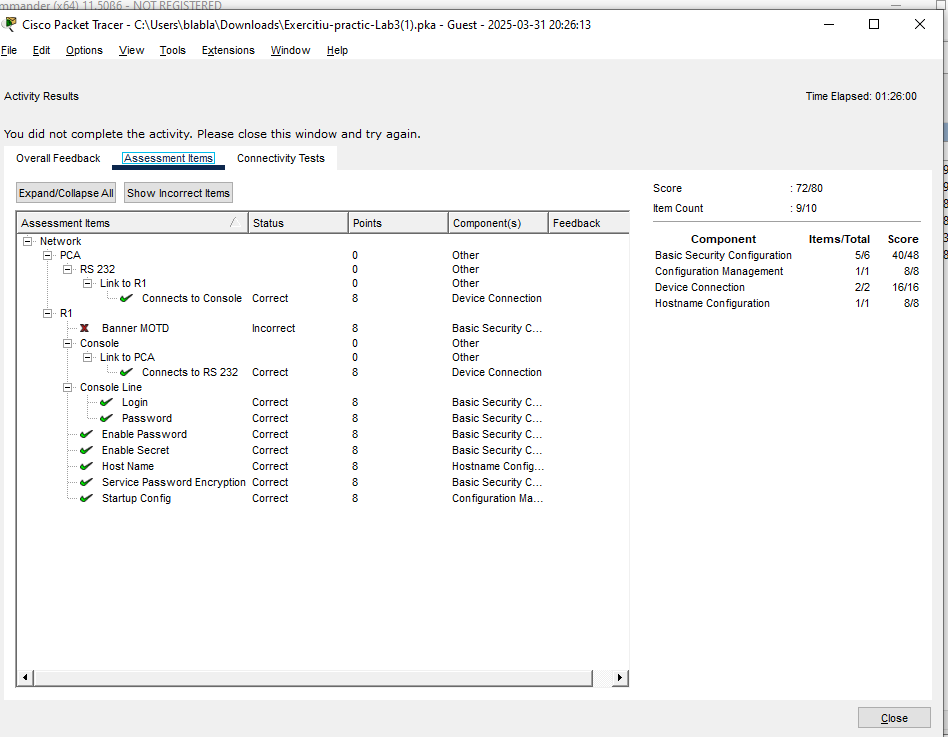 mmander (x64) 11.5086 - NOT REGISTERED
Cisco Packet Tracer - C:\Users\blabla\Downloads\Exercitiu-practic-Lab3(1).pka - Guest - 2025-03-31 20:26:13
File Edit Options View Tools Extensions Window Help
Activity Results Time Elapsed: 01:26:00
You did not complete the activity. Please close this window and try again.
Overall Feedback Assessment Items Connectivity Tests
Expand/Collapse All Show Incorrect Items
Score : 72/80
Item Count : 9/10
Assessment Items Status Points Component(s) Feedback
Network
PCA 0 Other
RS 232 0 Other
Link to R1 0 Other
Connects to Console Correct 8 Device Connection
R1
Banner MOTD Incorrect 8 Basic Security C...
Console 0 Other
Link to PCA 0 Other
Connects to RS 232 Correct 8 Device Connection
Console Line 0 Other
Login Correct 8 Basic Security C...
Password Correct 8 Basic Security C...
Enable Password Correct 8 Basic Security C...
Enable Secret Correct 8 Basic Security C...
Host Name Correct 8 Hostname Config...
Service Password Encryption Correct 8 Basic Security C...
Startup Config Correct 8 Configuration Ma...
Component Items/Total Score
Basic Security Configuration 5/6 40/48
Configuration Management 1/1 8/8
Device Connection 2/2 16/16
Hostname Configuration 1/1 8/8
Close